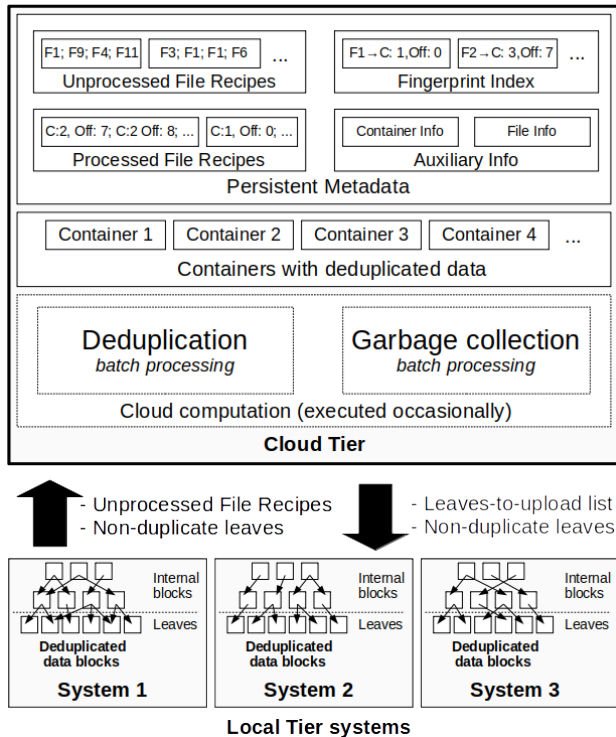 F1; F9; F4; F11
F3; F1; F1; F6
...
Unprocessed File Recipes
F1→C: 1,Off: 0
F2→C: 3,Off: 7
...
Fingerprint Index
C:2, Off: 7; C:2 Off: 8; ...
C:1, Off: 0; ...
Processed File Recipes
Container Info
File Info
Auxiliary Info
Persistent Metadata
Container 1
Container 2
Container 3
Container 4
...
Containers with deduplicated data
Deduplication
batch processing
Garbage collection
batch processing
Cloud computation (executed occasionally)
Cloud Tier
- Unprocessed File Recipes
- Non-duplicate leaves
- Leaves-to-upload list
- Non-duplicate leaves
Internal
blocks
Leaves
Deduplicated
data blocks
System 1
Internal
blocks
Leaves
Deduplicated
data blocks
System 2
Internal
blocks
Leaves
Deduplicated
data blocks
System 3
Local Tier systems